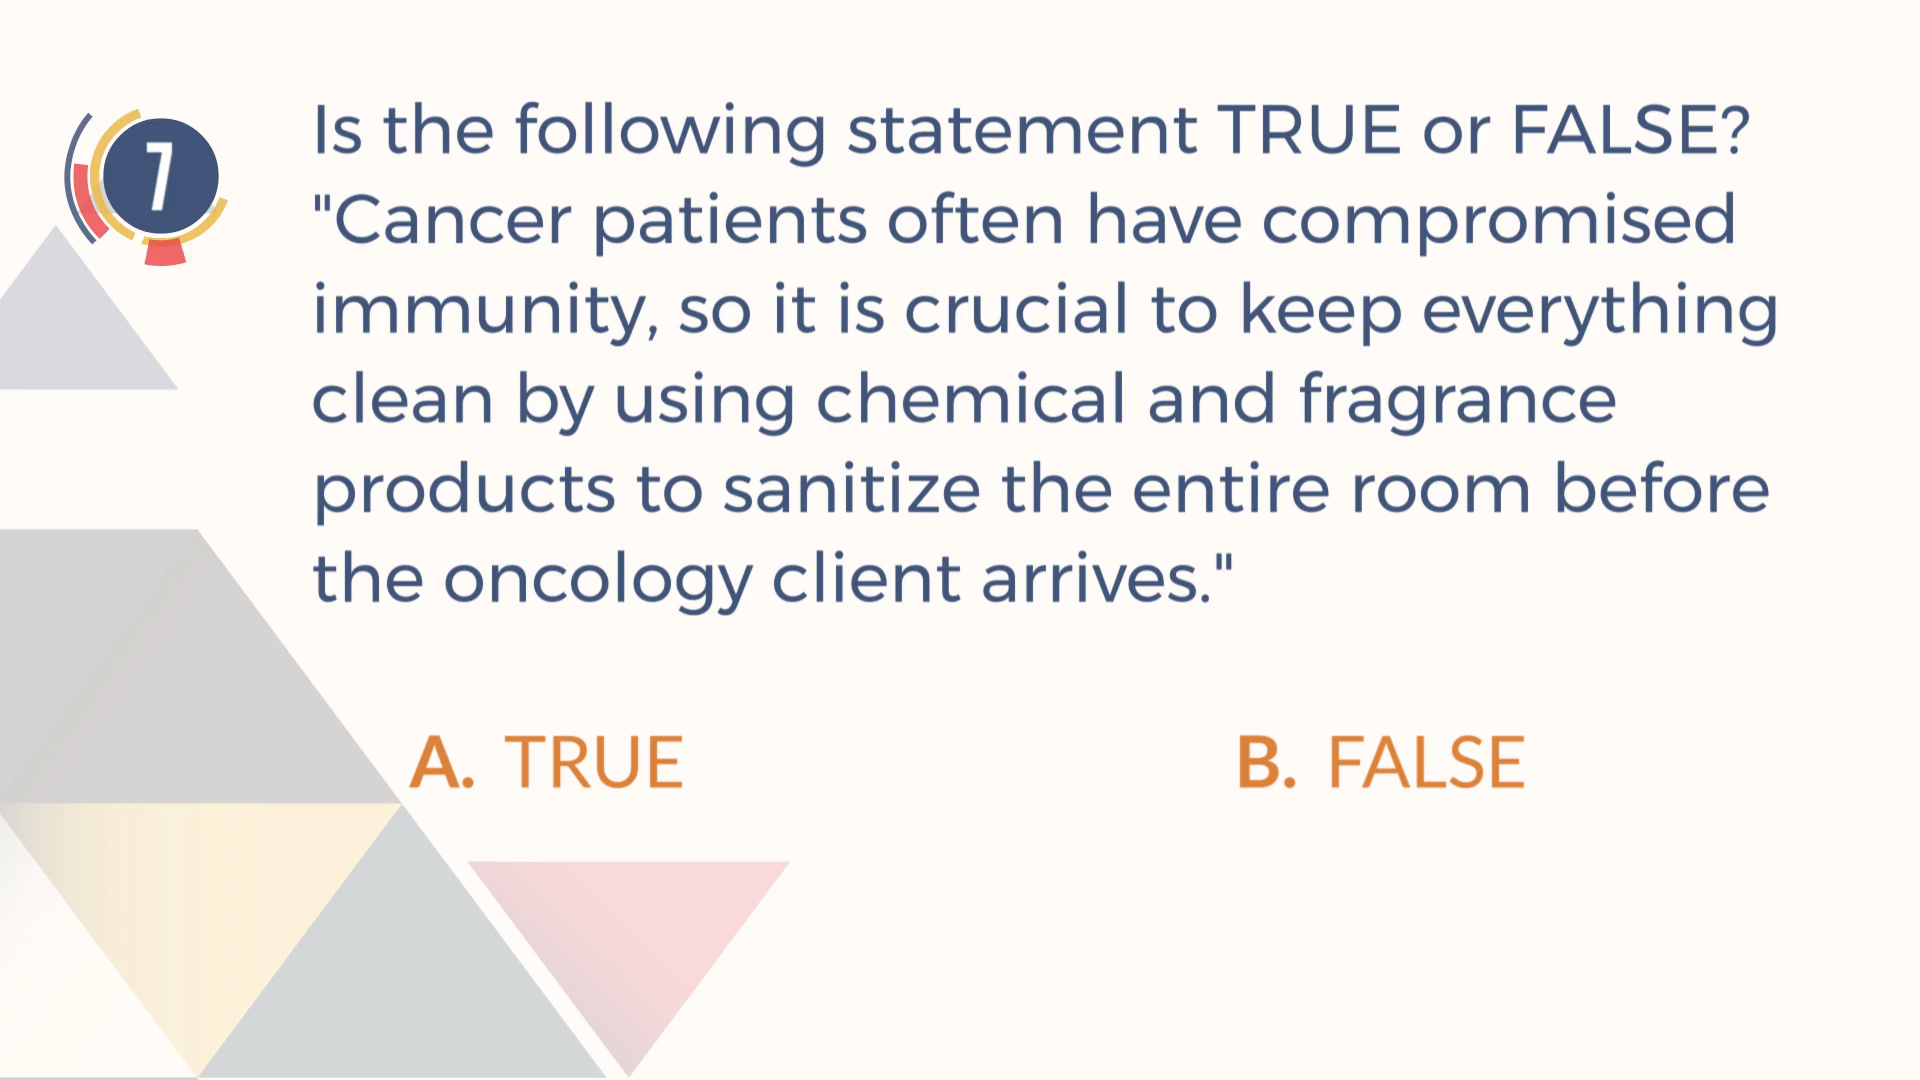 7
Is the following statement TRUE or FALSE?
"Cancer patients often have compromised
immunity, so it is crucial to keep everything
clean by using chemical and fragrance
products to sanitize the entire room before
the oncology client arrives."
A. TRUE
B. FALSE